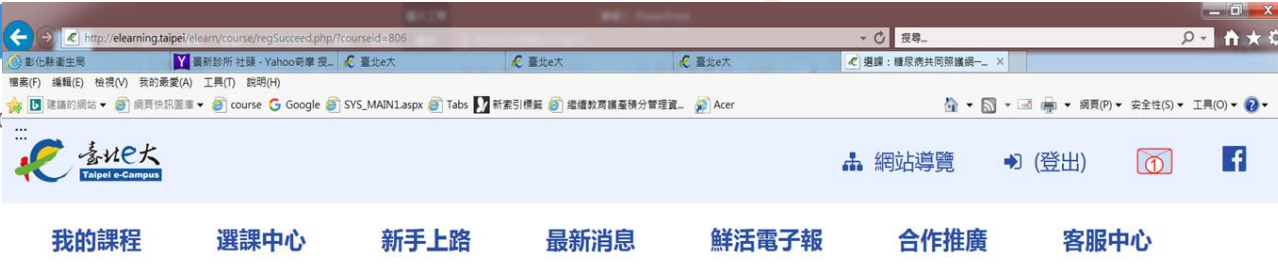 http://elearning.taipei/elearn/course/regSucceed.php/?courseid=806
搜尋...
彰化縣衛生局 最新診所 社頭 - Yahoo奇摩 搜... 臺北e大 臺北e大 臺北e大 選課：糖尿病共同照護網—... ×
檔案(F) 編輯(E) 檢視(V) 我的最愛(A) 工具(T) 說明(H)
建議的網站 網頁快訊圖庫 course Google SYS_MAIN1.aspx Tabs 新索引標籤 繼續教育護產積分管理資... Acer 網頁(P) 安全性(S) 工具(O)
臺北e大
Taipei e-Campus
網站導覽 (登出) 1
我的課程 選課中心 新手上路 最新消息 鮮活電子報 合作推廣 客服中心